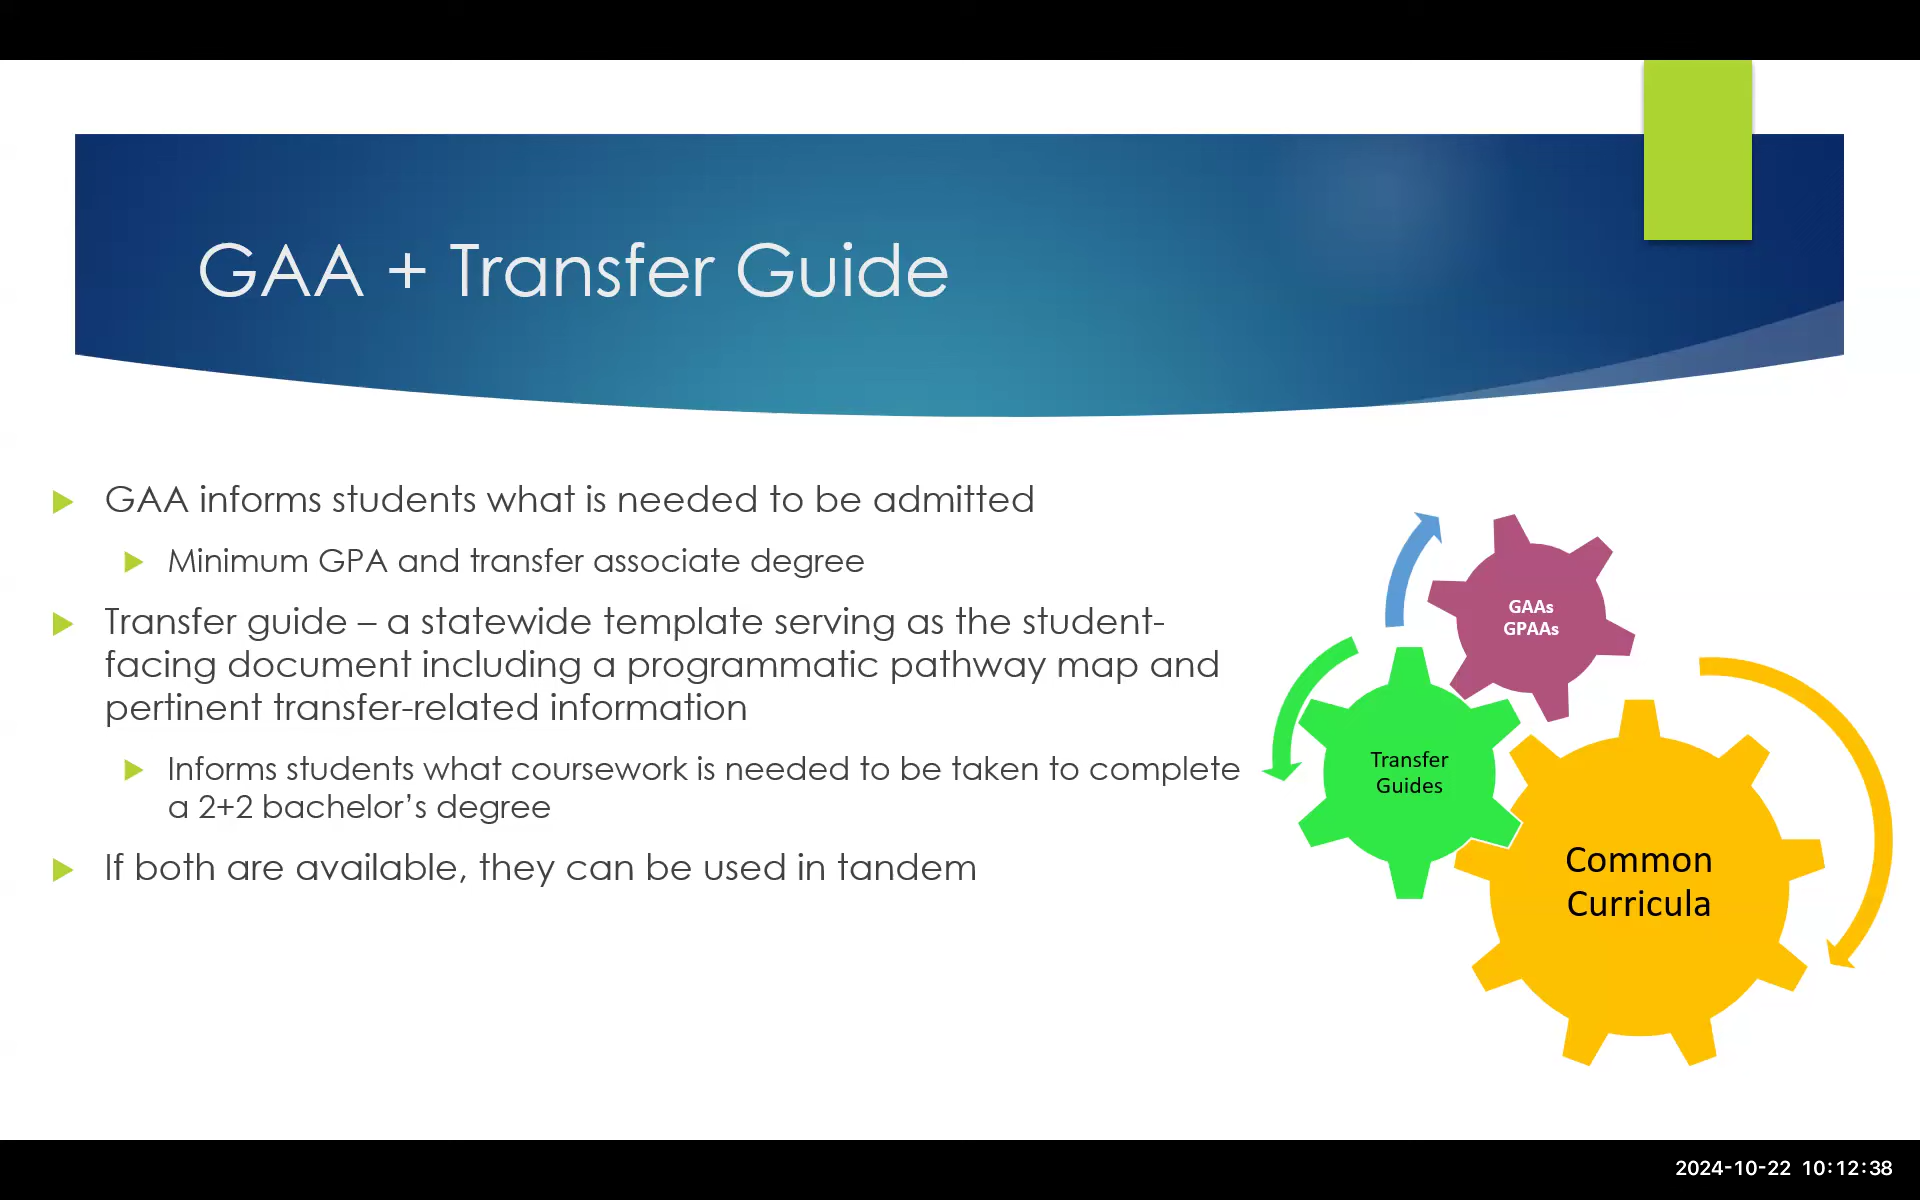 GAA + Transfer Guide
GAA informs students what is needed to be admitted
Minimum GPA and transfer associate degree
Transfer guide – a statewide template serving as the student-
facing document including a programmatic pathway map and
pertinent transfer-related information
Informs students what coursework is needed to be taken to complete
a 2+2 bachelor’s degree
If both are available, they can be used in tandem
GAAs
GPAAs
Transfer
Guides
Common
Curricula
2024-10-22 10:12:38